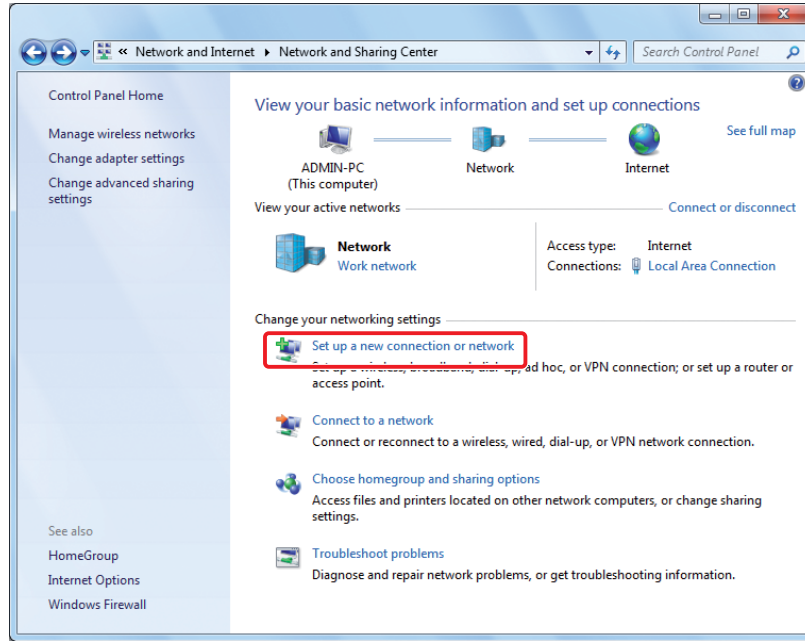 « Network and Internet ▸ Network and Sharing Center
Search Control Panel
Control Panel Home
Manage wireless networks
Change adapter settings
Change advanced sharing
settings
See also
HomeGroup
Internet Options
Windows Firewall
View your basic network information and set up connections
See full map
ADMIN-PC
(This computer)
Network
Internet
View your active networks
Connect or disconnect
Network
Work network
Access type: Internet
Connections: Local Area Connection
Change your networking settings
Set up a new connection or network
Set up a wireless, broadband, dial-up, ad hoc, or VPN connection; or set up a router or
access point.
Connect to a network
Connect or reconnect to a wireless, wired, dial-up, or VPN network connection.
Choose homegroup and sharing options
Access files and printers located on other network computers, or change sharing
settings.
Troubleshoot problems
Diagnose and repair network problems, or get troubleshooting information.